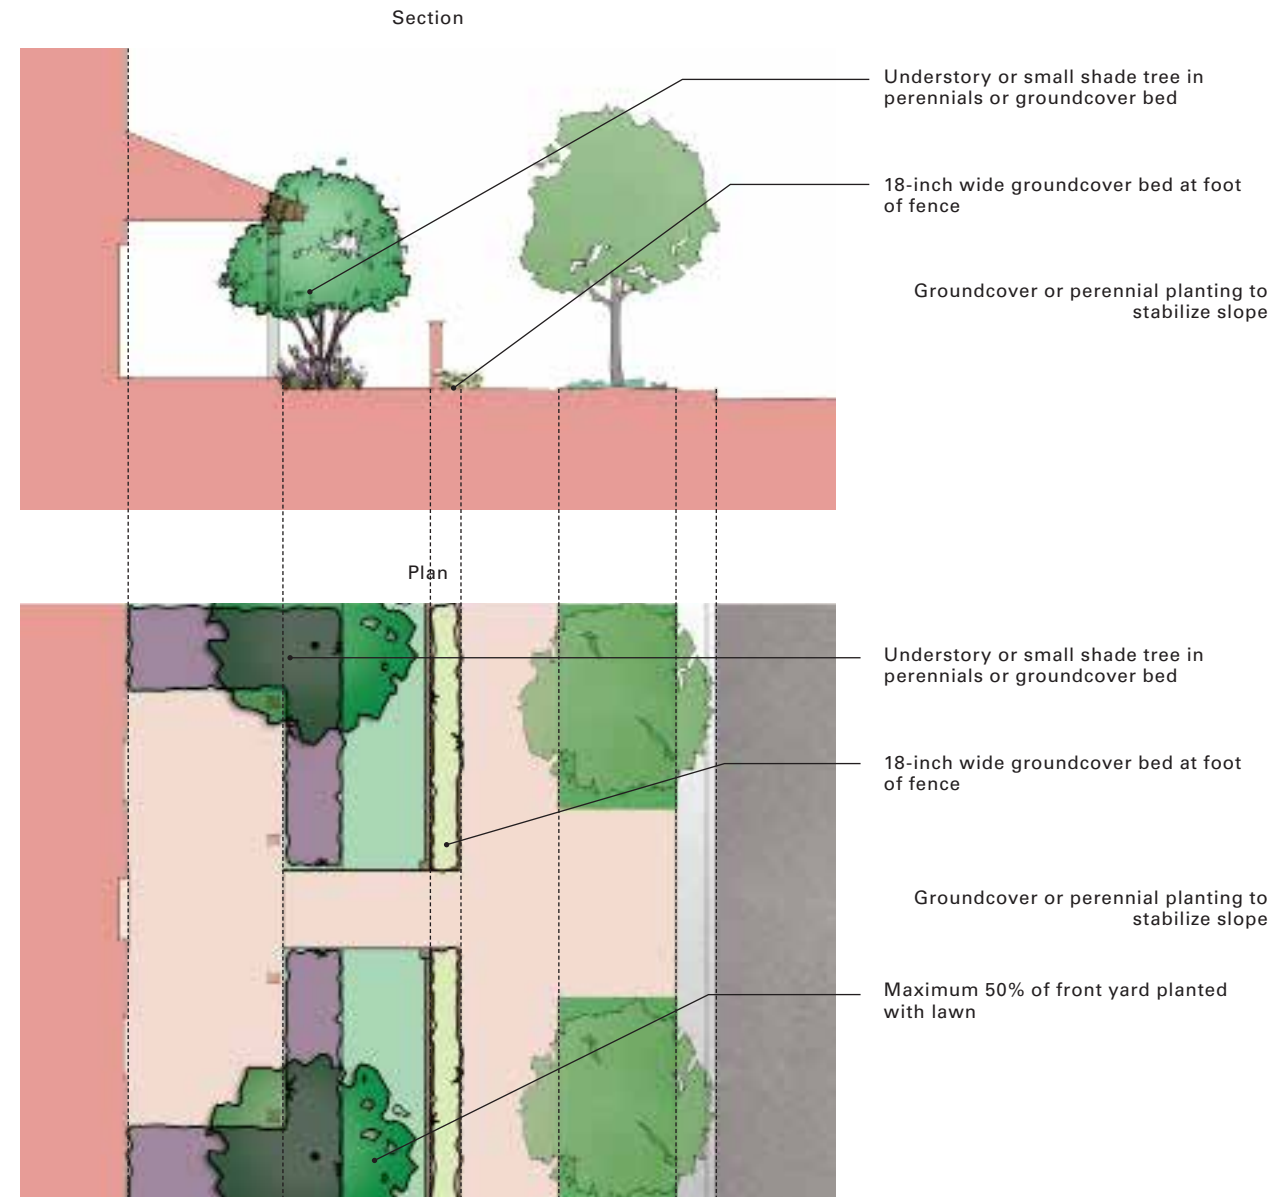 Section
Understory or small shade tree in
perennials or groundcover bed
18-inch wide groundcover bed at foot
of fence
Groundcover or perennial planting to
stabilize slope
Plan
Understory or small shade tree in
perennials or groundcover bed
18-inch wide groundcover bed at foot
of fence
Groundcover or perennial planting to
stabilize slope
Maximum 50% of front yard planted
with lawn